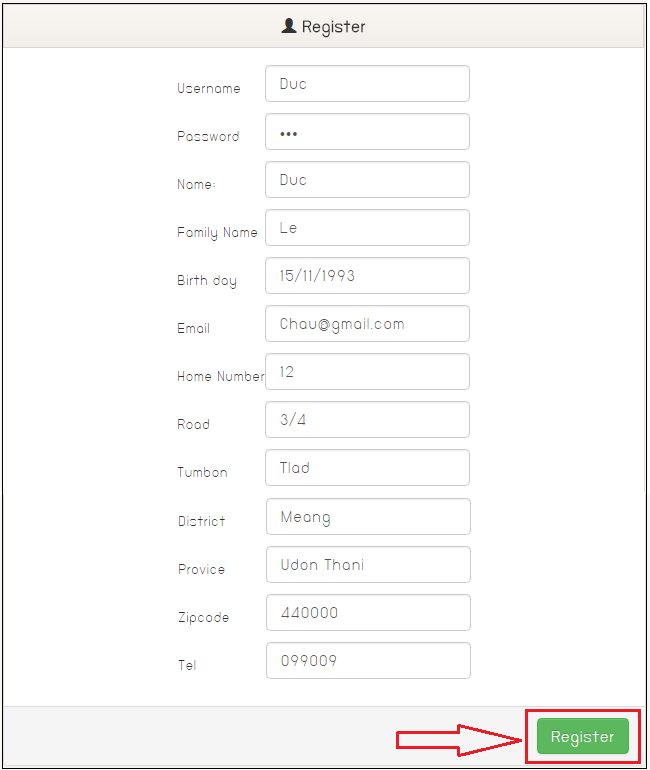 Register
Username Duc
Password •••
Name: Duc
Family Name Le
Birth day 15/11/1993
Email Chau@gmail.com
Home Number 12
Road 3/4
Tumbon Tlad
District Meang
Provice Udon Thani
Zipcode 440000
Tel 099009
Register